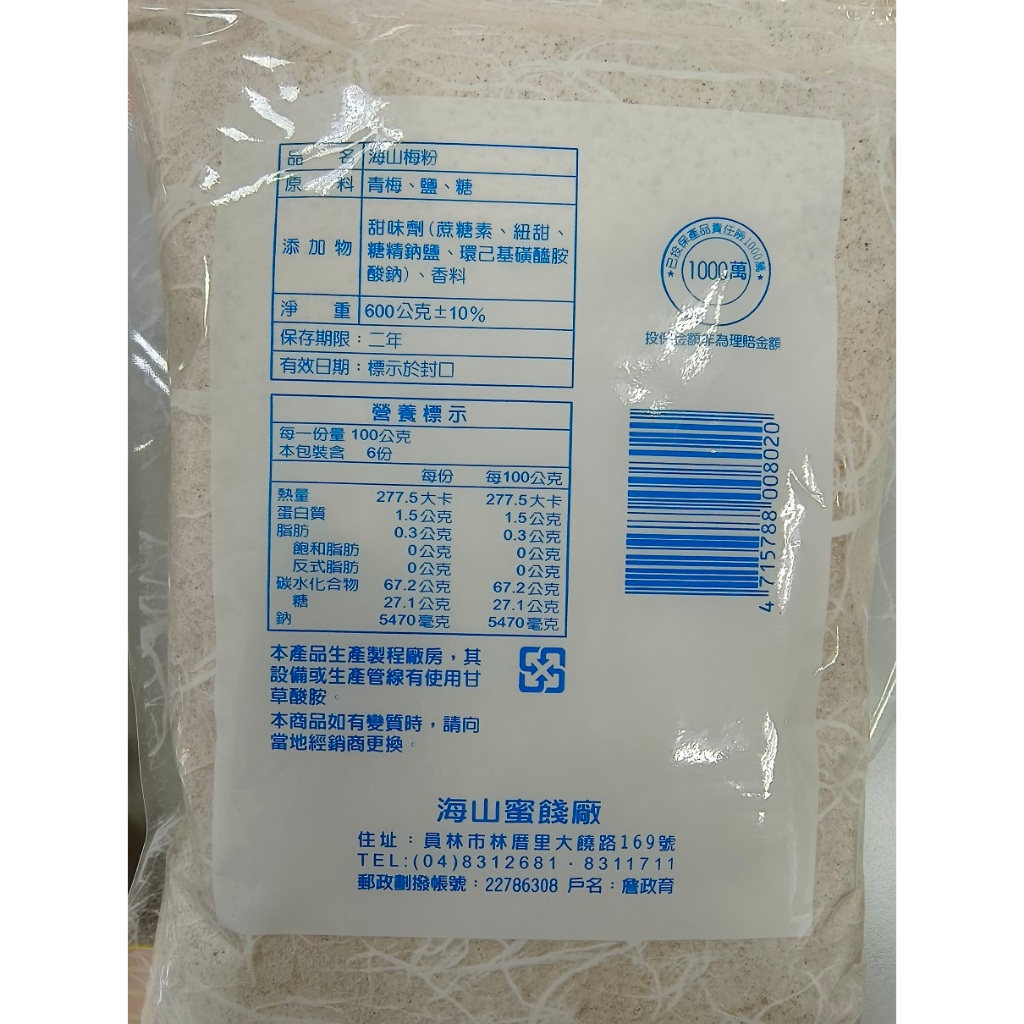 品名 海山梅粉
原料 青梅、鹽、糖
添加物 甜味劑(蔗糖素、紐甜、
糖精鈉鹽、環己基磺醯胺
酸鈉)、香料
淨重 600公克±10%
保存期限:二年
有效日期:標示於封口
營養標示
每一份量 100公克
本包裝含 6份
每份 每100公克
熱量 277.5大卡 277.5大卡
蛋白質 1.5公克 1.5公克
脂肪 0.3公克 0.3公克
飽和脂肪 0公克 0公克
反式脂肪 0公克 0公克
碳水化合物 67.2公克 67.2公克
糖 27.1公克 27.1公克
鈉 5470毫克 5470毫克
本產品生產製程廠房,其
設備或生產管線有使用甘
草酸胺。
本商品如有變質時,請向
當地經銷商更換。
★已投保產品責任險1000萬★
1000萬
投保金額非為理賠金額
4 715788 008020
海山蜜餞廠
住址:員林市林厝里大饒路169號
TEL:(04)8312681·8311711
郵政劃撥帳號:22786308 戶名:詹政育